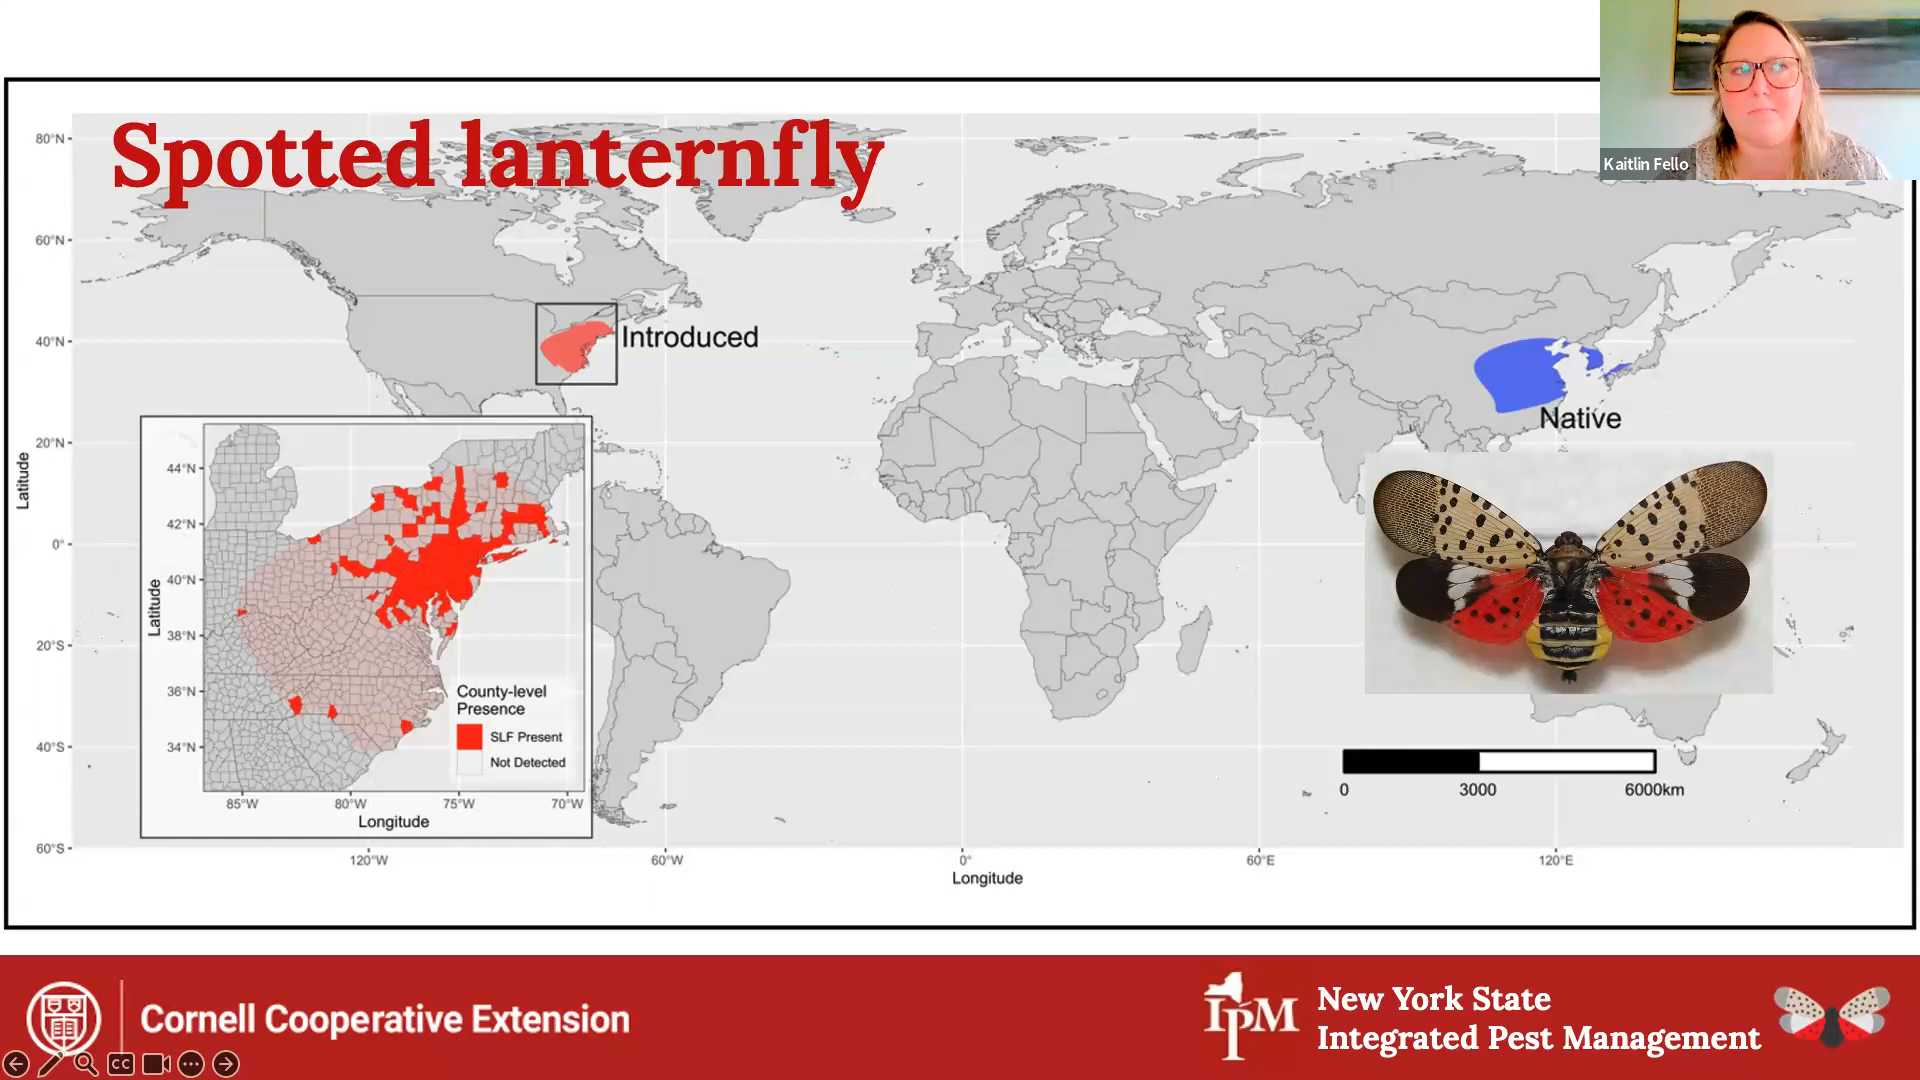 Spotted lanternfly
Kaitlin Fello
80°N
60°N
40°N
20°N
0°
20°S
40°S
60°S
Latitude
120°W
60°W
0°
60°E
120°E
Longitude
Introduced
Native
44°N
42°N
40°N
38°N
36°N
34°N
Latitude
85°W
80°W
75°W
70°W
Longitude
County-level
Presence
SLF Present
Not Detected
0
3000
6000km
Cornell Cooperative Extension
IPM
New York State
Integrated Pest Management
CC